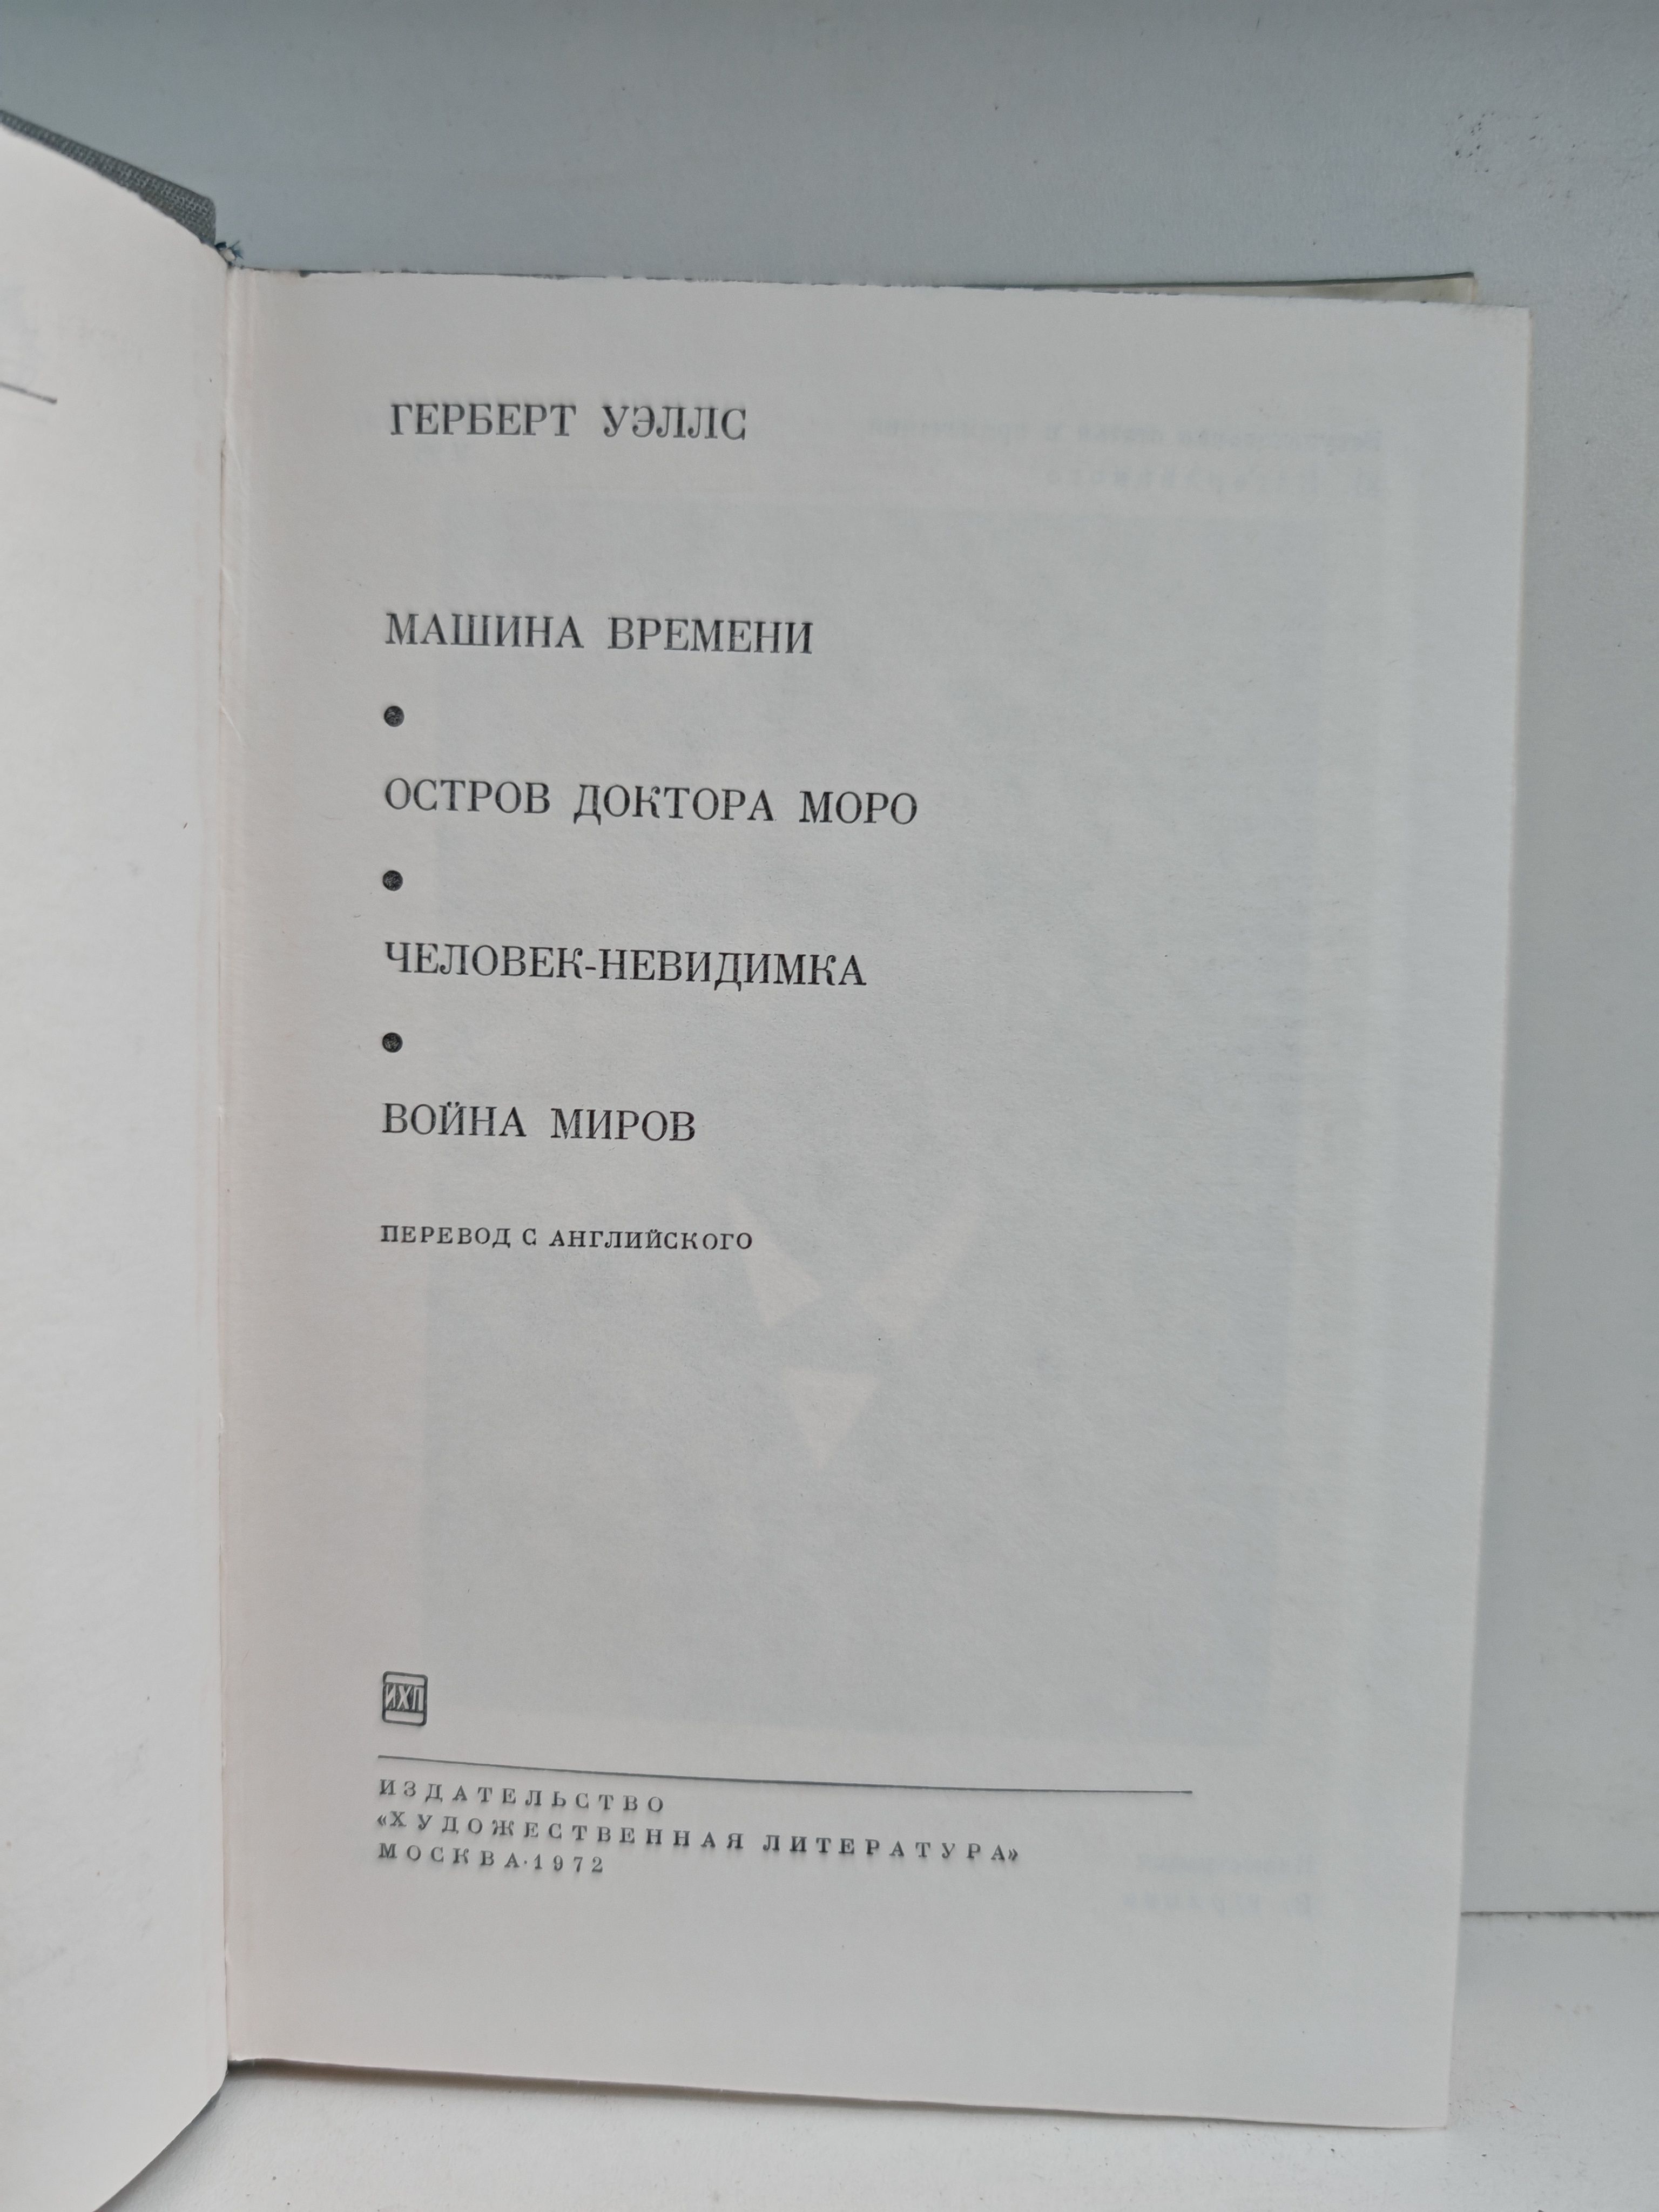 ГЕРБЕРТ УЭЛЛС
МАШИНА ВРЕМЕНИ
•
ОСТРОВ ДОКТОРА МОРО
•
ЧЕЛОВЕК-НЕВИДИМКА
•
ВОЙНА МИРОВ
ПЕРЕВОД С АНГЛИЙСКОГО
ИХЛ
ИЗДАТЕЛЬСТВО
«ХУДОЖЕСТВЕННАЯ ЛИТЕРАТУРА»
МОСКВА·1972